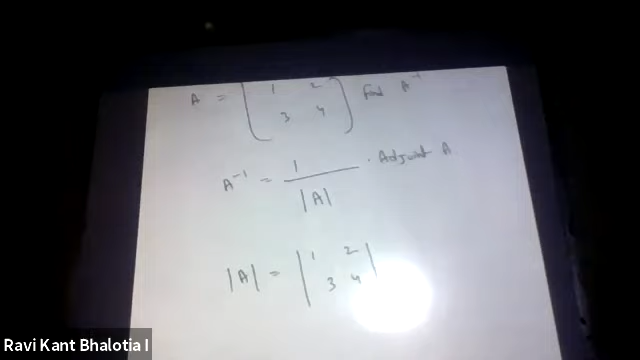 A = ( 1 2 Find A⁻¹
3 4 )
A⁻¹ = 1 / |A| . Adjoint A
|A| = | 1 2
3 4 |
Ravi Kant Bhalotia I